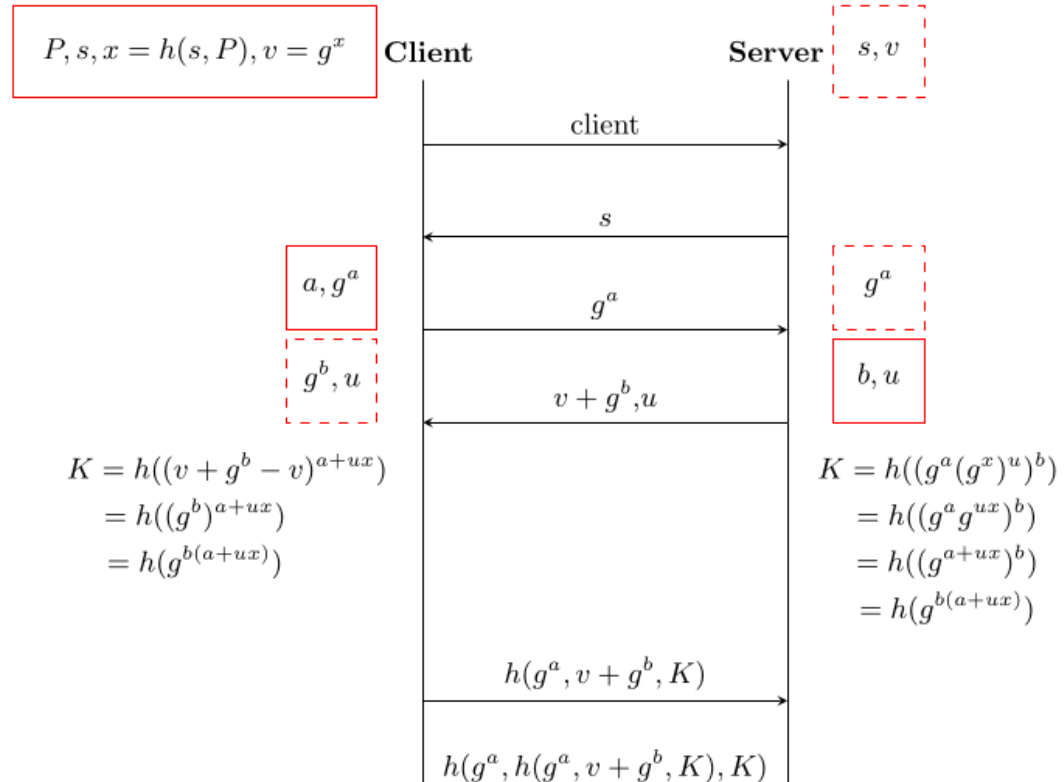 P, s, x = h(s, P), v = g^x
Client
Server
s, v
client
s
a, g^a
g^a
g^a
g^b, u
v + g^b,u
b, u
K = h((v + g^b − v)^{a+ux})
= h((g^b)^{a+ux})
= h(g^{b(a+ux)})
K = h((g^a(g^x)^u)^b)
= h((g^a g^{ux})^b)
= h((g^{a+ux})^b)
= h(g^{b(a+ux)})
h(g^a, v + g^b, K)
h(g^a, h(g^a, v + g^b, K), K)